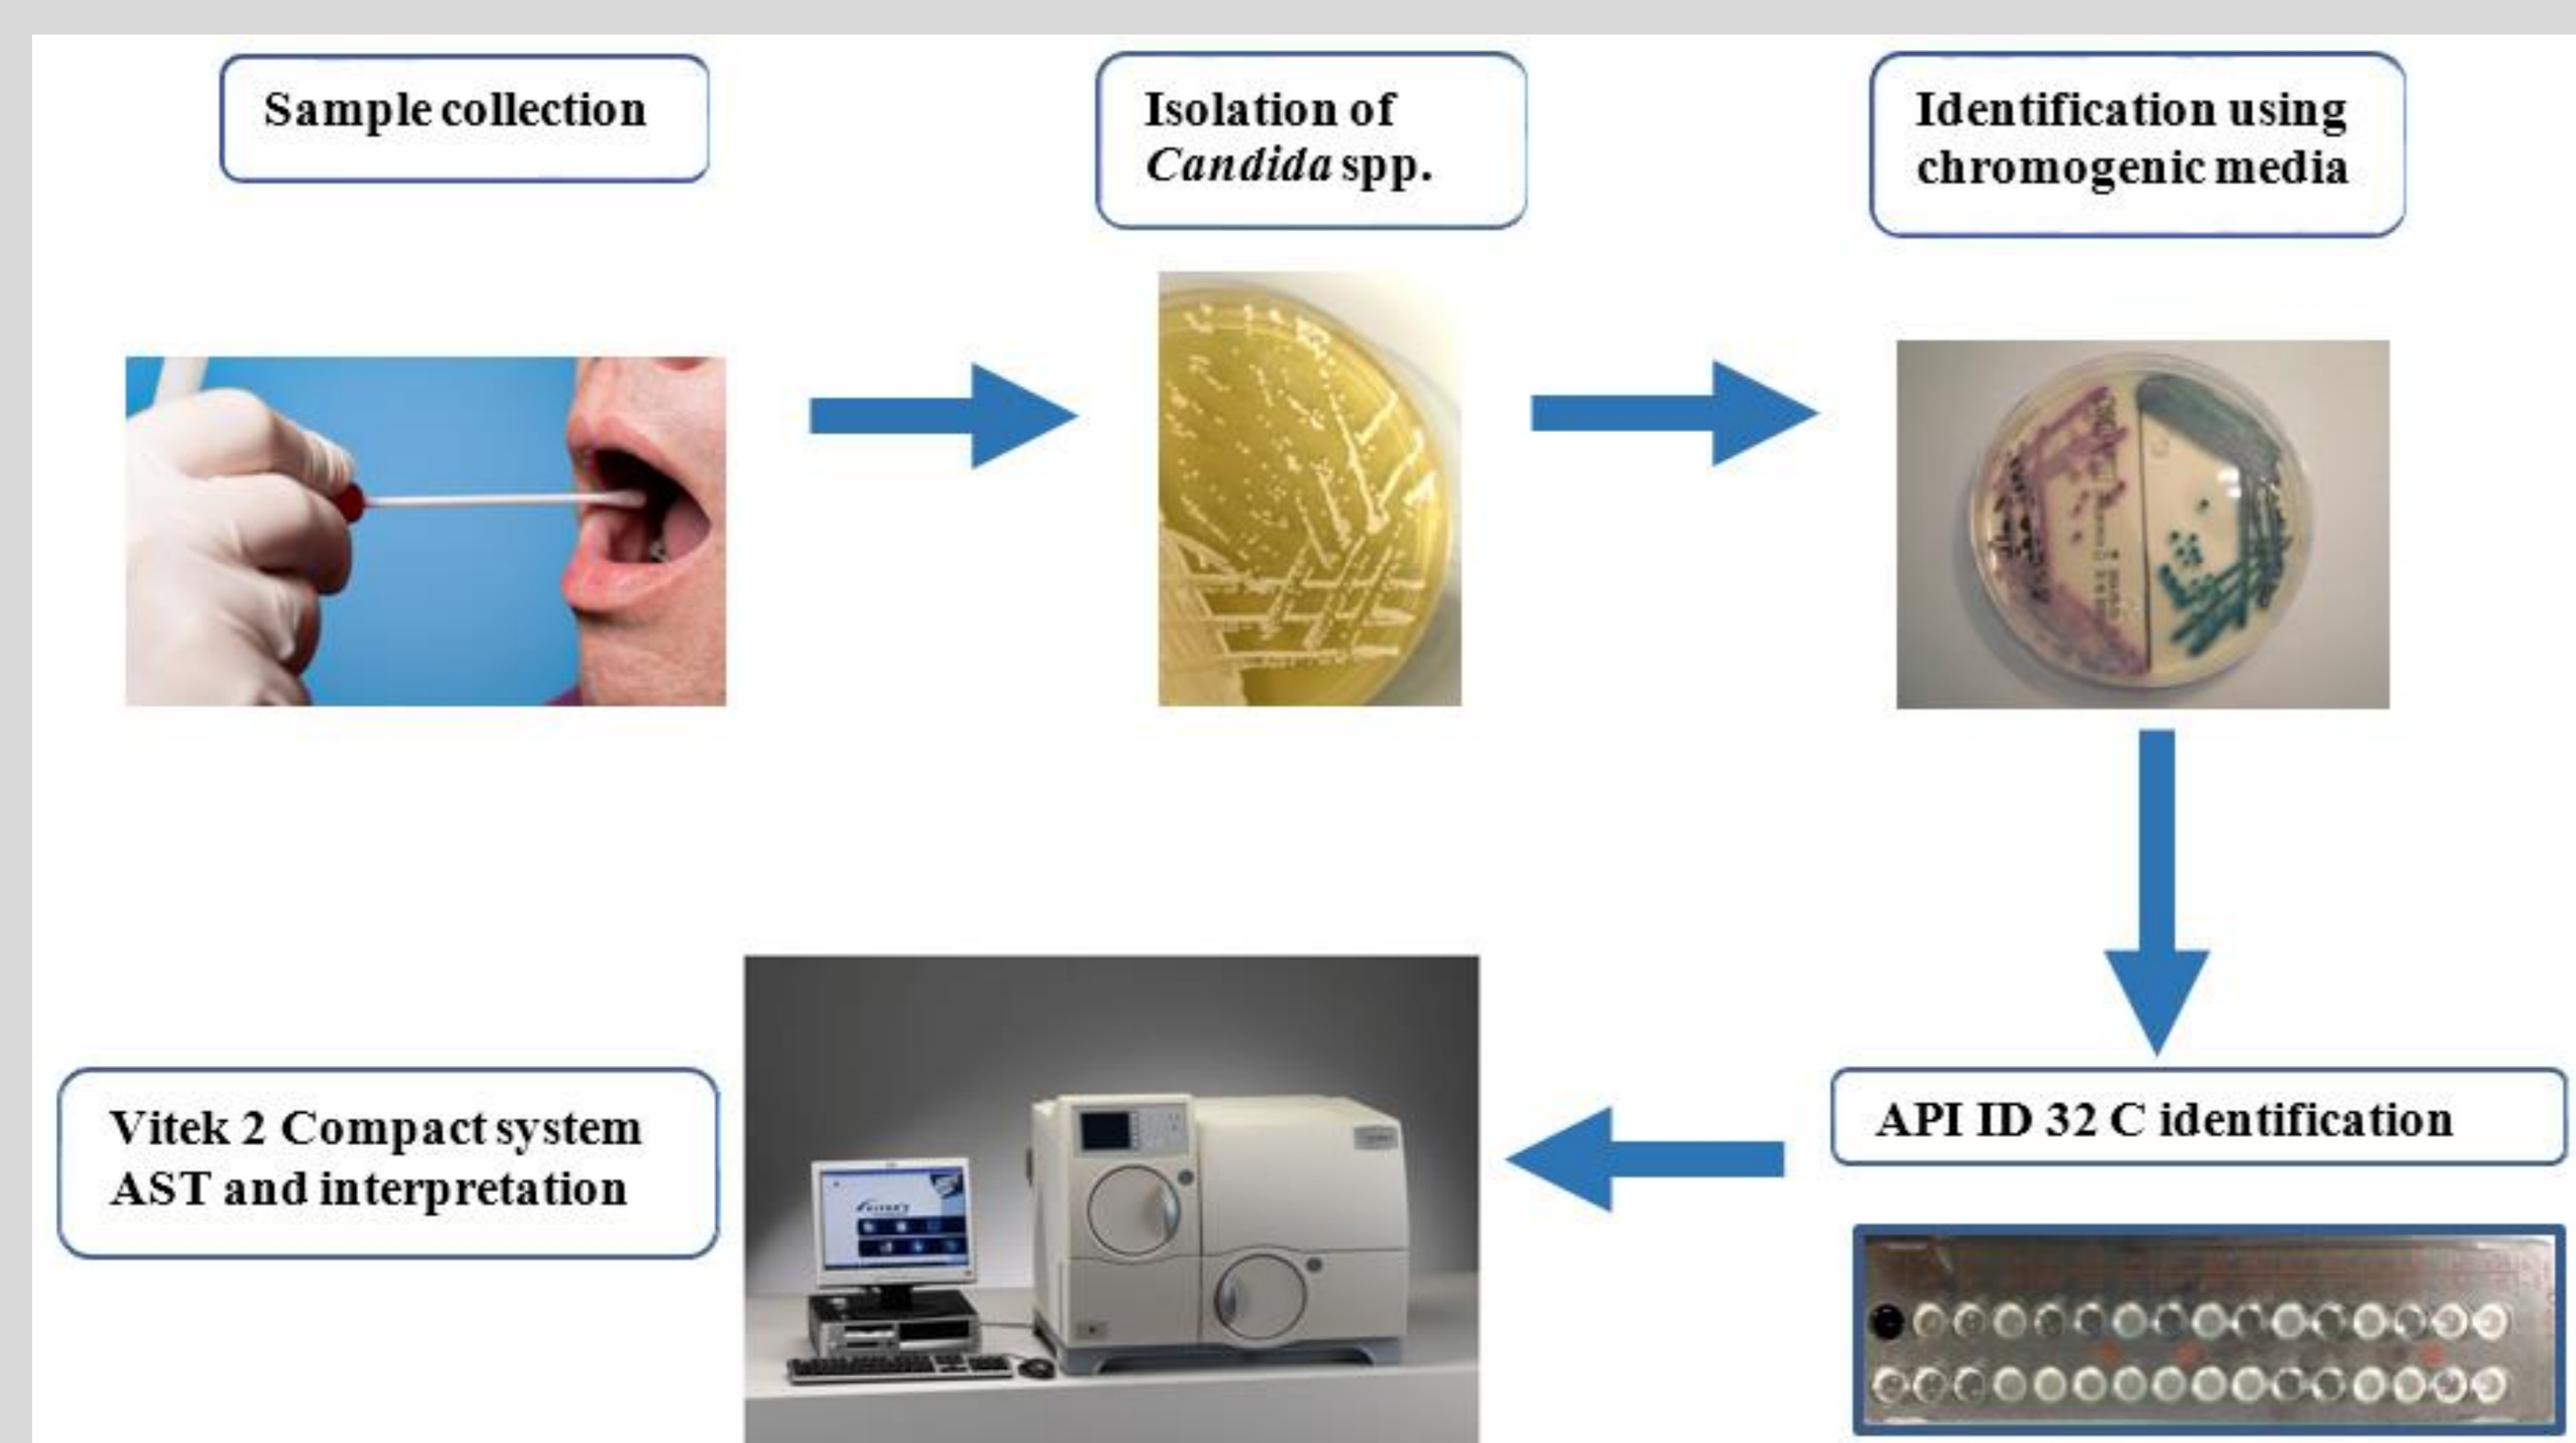 Sample collection
Isolation of
Candida spp.
Identification using
chromogenic media
API ID 32 C identification
Vitek 2 Compact system
AST and interpretation